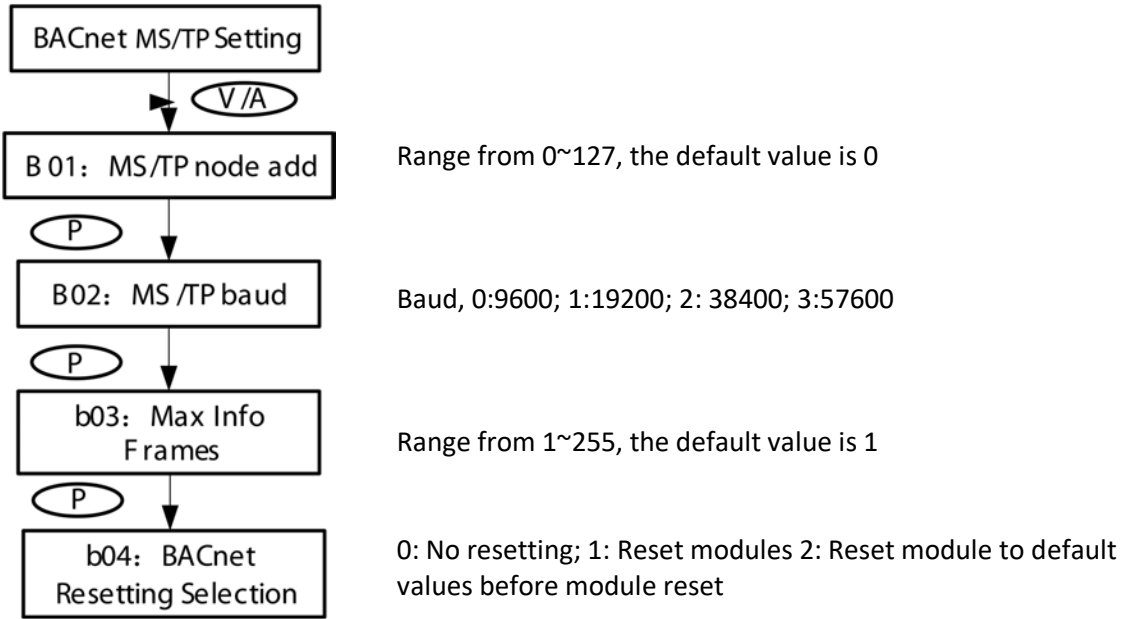 BACnet MS/TP Setting
V /A
B 01： MS/TP node add
Range from 0~127, the default value is 0
P
B02： MS /TP baud
Baud, 0:9600; 1:19200; 2: 38400; 3:57600
P
b03： Max Info
Frames
Range from 1~255, the default value is 1
P
b04： BACnet
Resetting Selection
0: No resetting; 1: Reset modules 2: Reset module to default
values before module reset